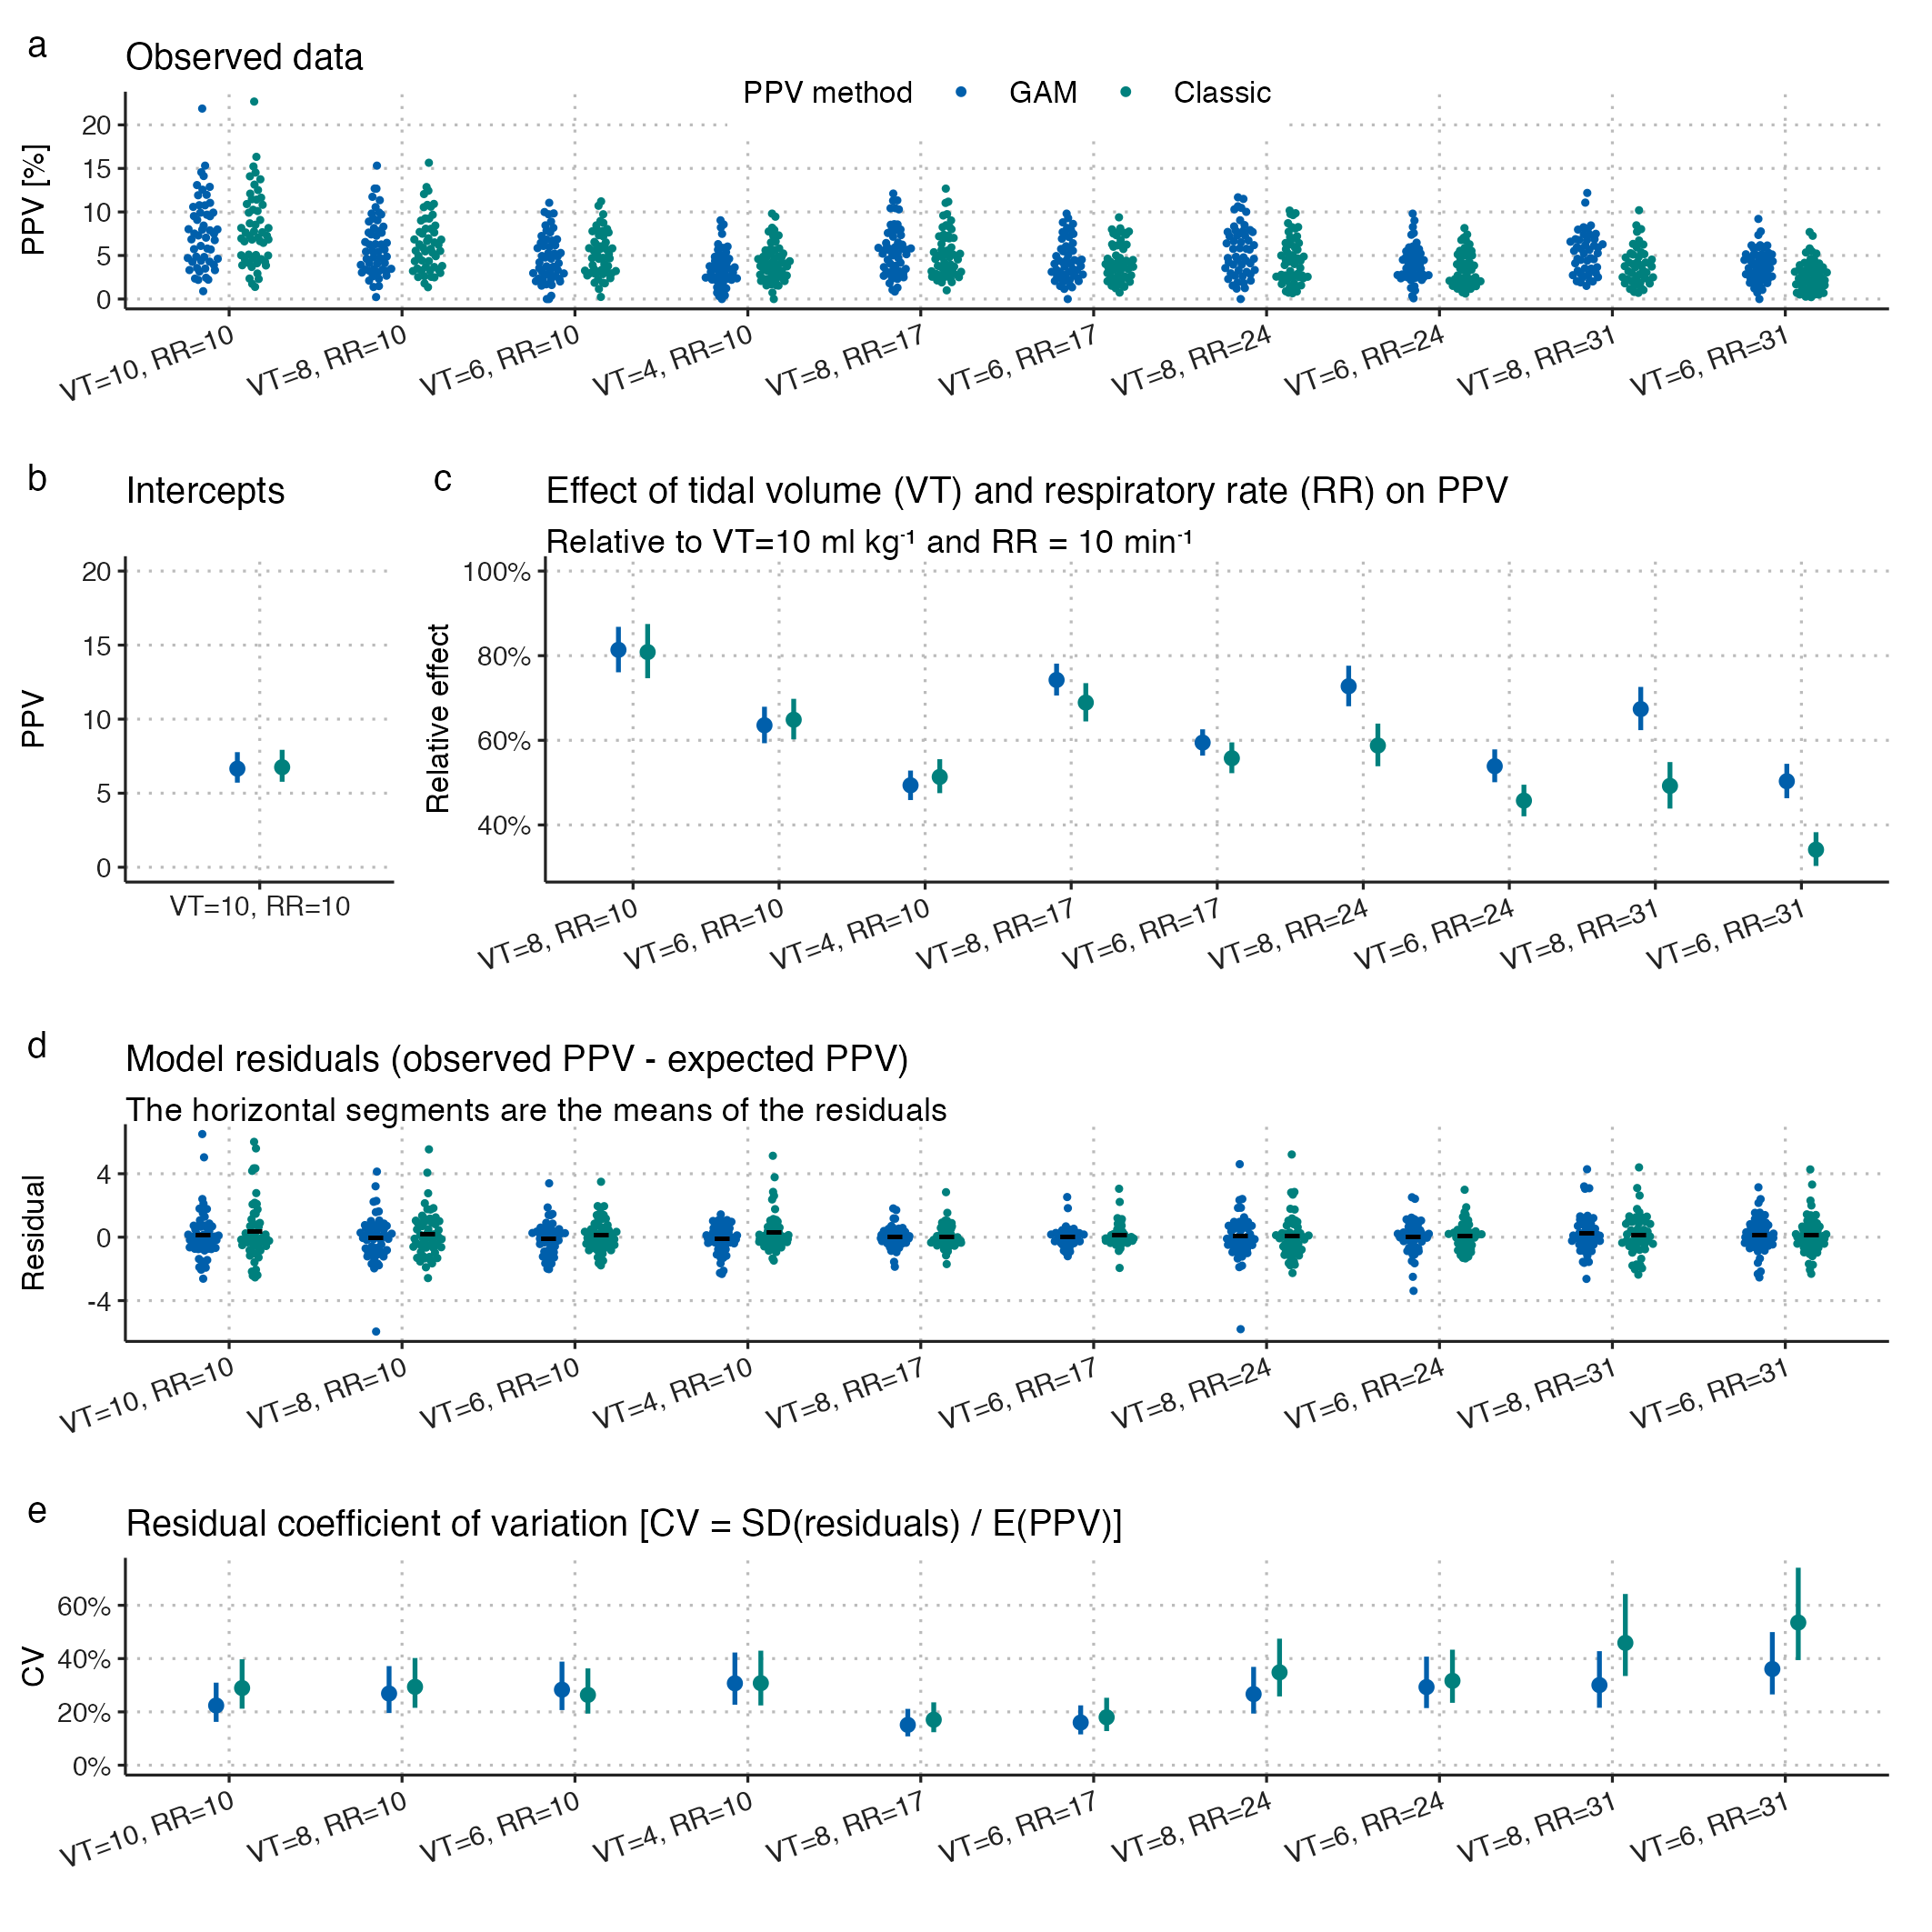 a
Observed data
PPV method GAM Classic
PPV [%]
20
15
10
5
0
VT=10, RR=10 VT=8, RR=10 VT=6, RR=10 VT=4, RR=10 VT=8, RR=17 VT=6, RR=17 VT=8, RR=24 VT=6, RR=24 VT=8, RR=31 VT=6, RR=31
b
Intercepts
PPV
20
15
10
5
0
VT=10, RR=10
c
Effect of tidal volume (VT) and respiratory rate (RR) on PPV
Relative to VT=10 ml kg⁻¹ and RR = 10 min⁻¹
Relative effect
100%
80%
60%
40%
VT=8, RR=10 VT=6, RR=10 VT=4, RR=10 VT=8, RR=17 VT=6, RR=17 VT=8, RR=24 VT=6, RR=24 VT=8, RR=31 VT=6, RR=31
d
Model residuals (observed PPV - expected PPV)
The horizontal segments are the means of the residuals
Residual
4
0
-4
VT=10, RR=10 VT=8, RR=10 VT=6, RR=10 VT=4, RR=10 VT=8, RR=17 VT=6, RR=17 VT=8, RR=24 VT=6, RR=24 VT=8, RR=31 VT=6, RR=31
e
Residual coefficient of variation [CV = SD(residuals) / E(PPV)]
CV
60%
40%
20%
0%
VT=10, RR=10 VT=8, RR=10 VT=6, RR=10 VT=4, RR=10 VT=8, RR=17 VT=6, RR=17 VT=8, RR=24 VT=6, RR=24 VT=8, RR=31 VT=6, RR=31